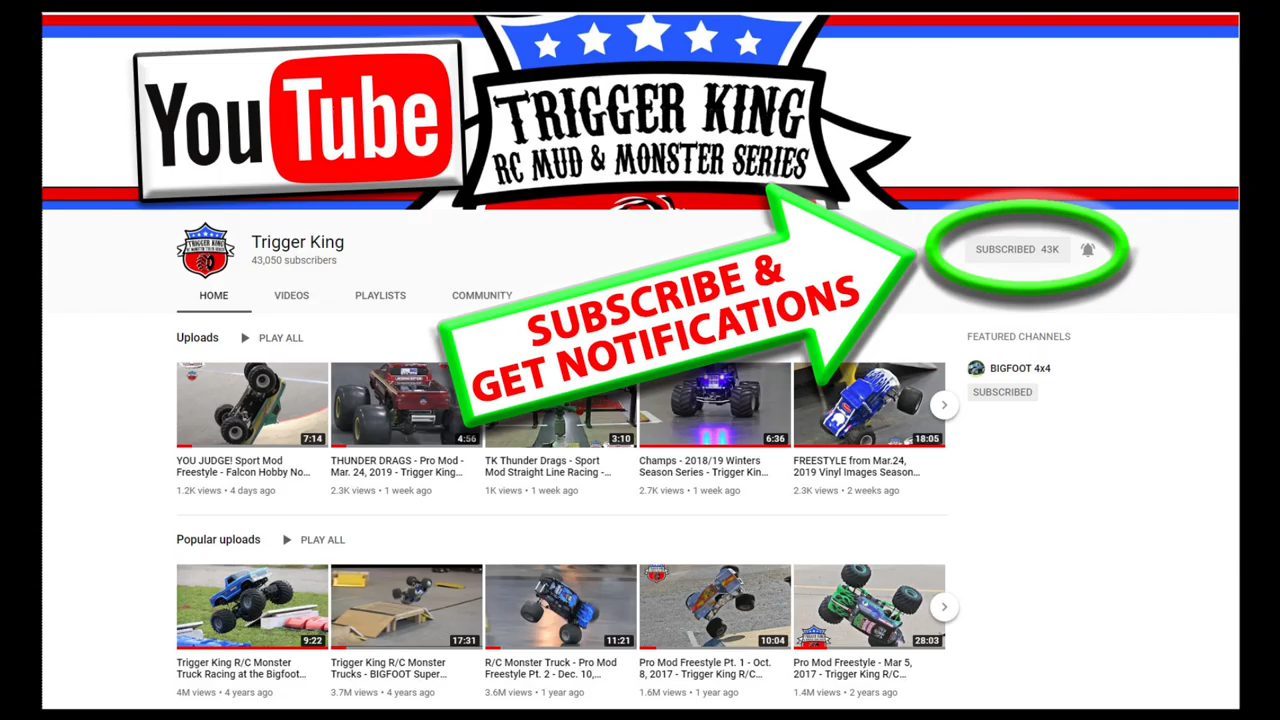 YouTube
TRIGGER KING
RC MUD & MONSTER SERIES
Trigger King
43,050 subscribers
SUBSCRIBED 43K
HOME VIDEOS PLAYLISTS COMMUNITY
SUBSCRIBE &
GET NOTIFICATIONS
Uploads PLAY ALL
FEATURED CHANNELS
BIGFOOT 4x4
SUBSCRIBED
7:14 4:56 3:10 6:36 18:05
YOU JUDGE! Sport Mod
Freestyle - Falcon Hobby No...
1.2K views • 4 days ago
THUNDER DRAGS - Pro Mod -
Mar. 24, 2019 - Trigger King...
2.3K views • 1 week ago
TK Thunder Drags - Sport
Mod Straight Line Racing -...
1K views • 1 week ago
Champs - 2018/19 Winters
Season Series - Trigger Kin...
2.7K views • 1 week ago
FREESTYLE from Mar.24,
2019 Vinyl Images Season...
2.3K views • 2 weeks ago
Popular uploads PLAY ALL
9:22 17:31 11:21 10:04 28:03
Trigger King R/C Monster
Truck Racing at the Bigfoot...
4M views • 4 years ago
Trigger King R/C Monster
Trucks - BIGFOOT Super...
3.7M views • 4 years ago
R/C Monster Truck - Pro Mod
Freestyle Pt. 2 - Dec. 10,...
3.6M views • 1 year ago
Pro Mod Freestyle Pt. 1 - Oct.
8, 2017 - Trigger King R/C...
1.6M views • 1 year ago
Pro Mod Freestyle - Mar 5,
2017 - Trigger King R/C...
1.4M views • 2 years ago